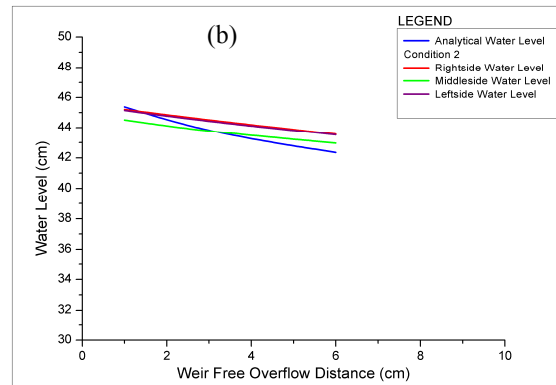 LEGEND
Analytical Water Level
Condition 2
Rightside Water Level
Middleside Water Level
Leftside Water Level
(b)
50
48
46
44
42
40
38
36
34
32
30
Water Level (cm)
0
2
4
6
8
10
Weir Free Overflow Distance (cm)